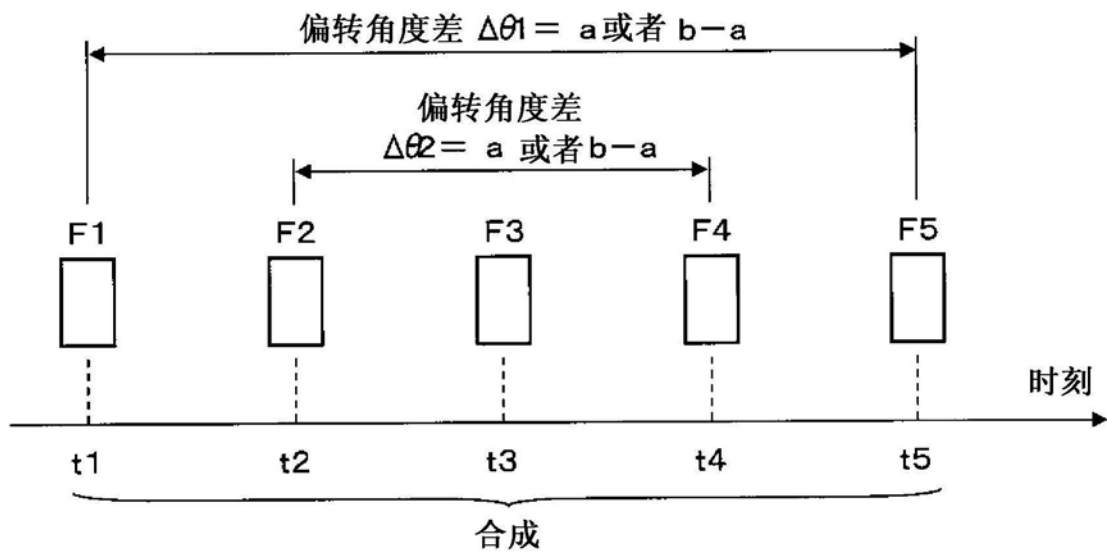 偏转角度差 Δθ1= a或者 b-a
偏转角度差
Δθ2= a 或者b-a
F1 F2 F3 F4 F5
时刻
t1 t2 t3 t4 t5
合成